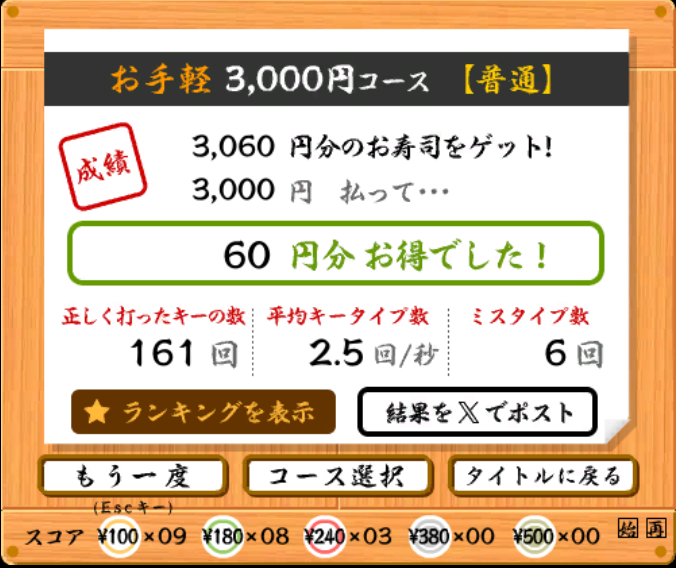 お手軽 3,000円コース 【普通】
成績
3,060 円分のお寿司をゲット!
3,000 円 払って…
60 円分 お得でした!
正しく打ったキーの数 平均キータイプ数 ミスタイプ数
161 回 2.5 回/秒 6 回
★ ランキングを表示 結果を𝕏でポスト
もう一度 コース選択 タイトルに戻る
(Escキー)
スコア ¥100×09 ¥180×08 ¥240×03 ¥380×00 ¥500×00 始 再